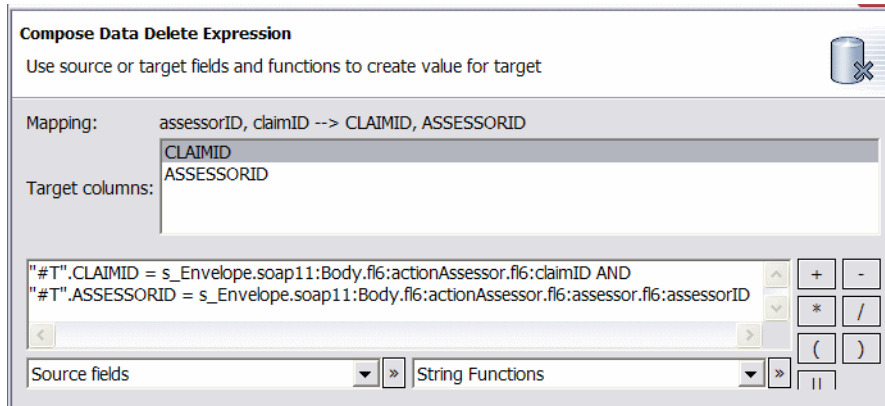 Compose Data Delete Expression
Use source or target fields and functions to create value for target
Mapping: assessorID, claimID --> CLAIMID, ASSESSORID
CLAIMID
Target columns: ASSESSORID
"#T".CLAIMID = s_Envelope.soap11:Body.fl6:actionAssessor.fl6:claimID AND
"#T".ASSESSORID = s_Envelope.soap11:Body.fl6:actionAssessor.fl6:assessor.fl6:assessorID
+ -
* /
( )
Source fields » String Functions » ||